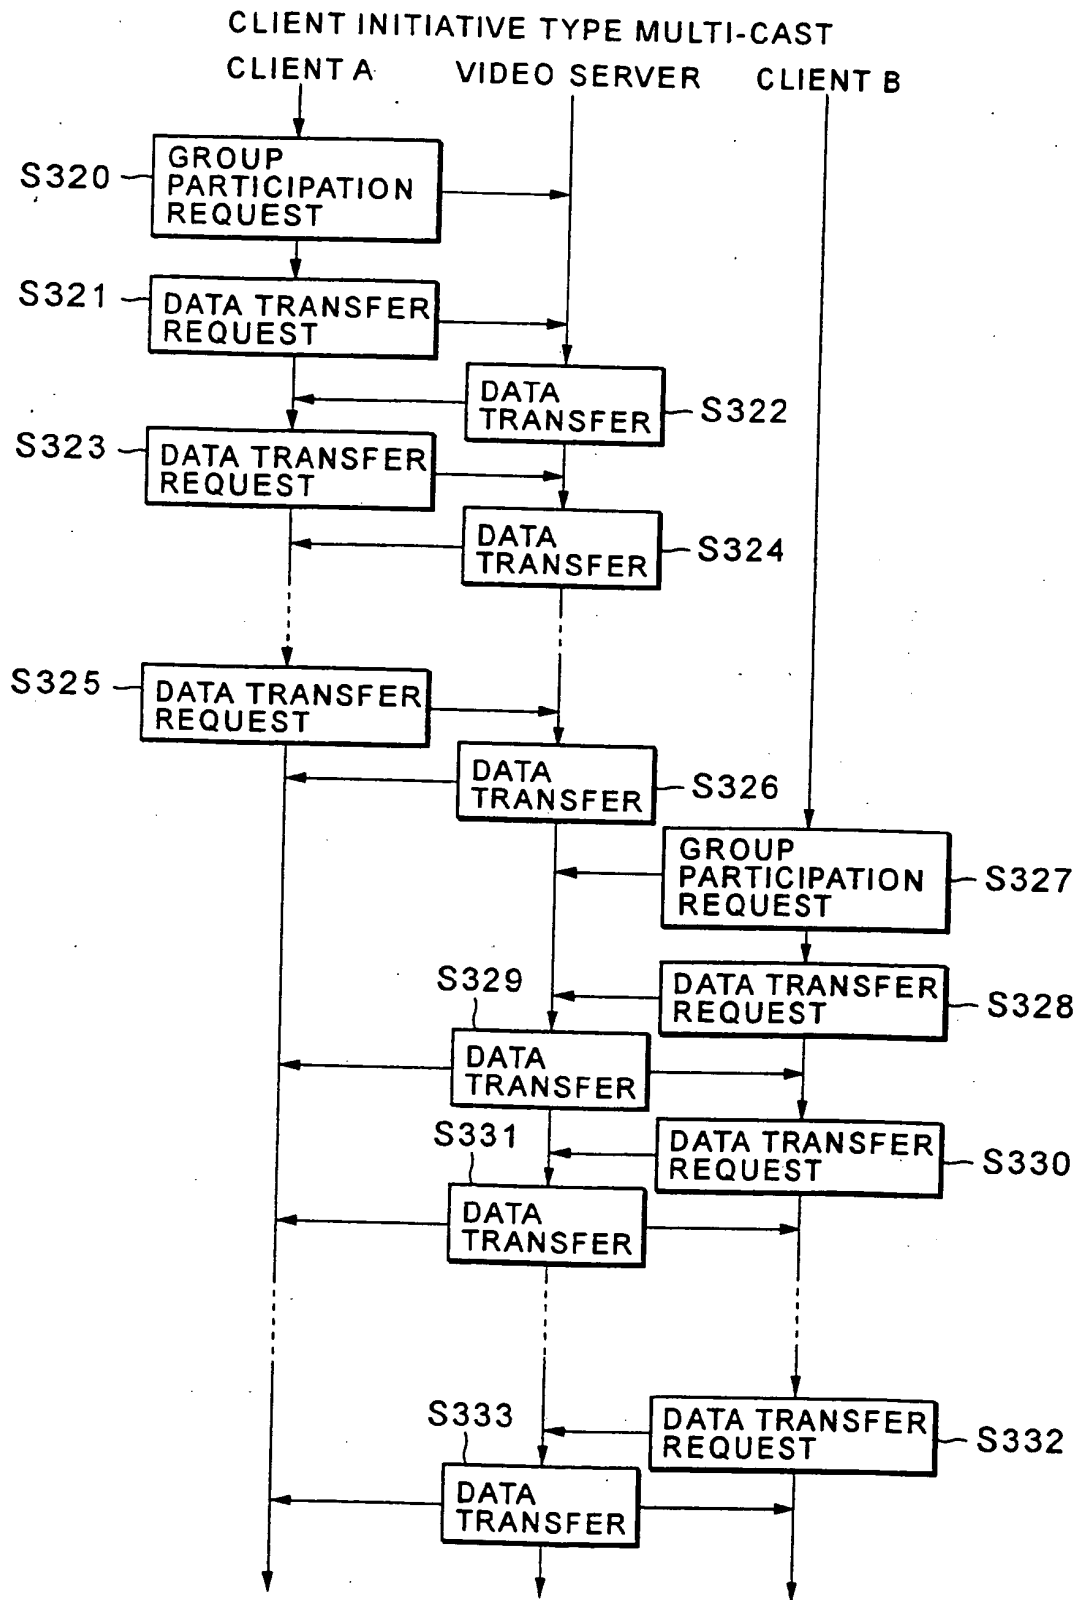 CLIENT INITIATIVE TYPE MULTI-CAST
CLIENT A
VIDEO SERVER
CLIENT B
S320
GROUP
PARTICIPATION
REQUEST
S321
DATA TRANSFER
REQUEST
DATA
TRANSFER
S322
S323
DATA TRANSFER
REQUEST
DATA
TRANSFER
S324
S325
DATA TRANSFER
REQUEST
DATA
TRANSFER
S326
GROUP
PARTICIPATION
REQUEST
S327
DATA TRANSFER
REQUEST
S328
S329
DATA
TRANSFER
DATA TRANSFER
REQUEST
S330
S331
DATA
TRANSFER
DATA TRANSFER
REQUEST
S332
S333
DATA
TRANSFER